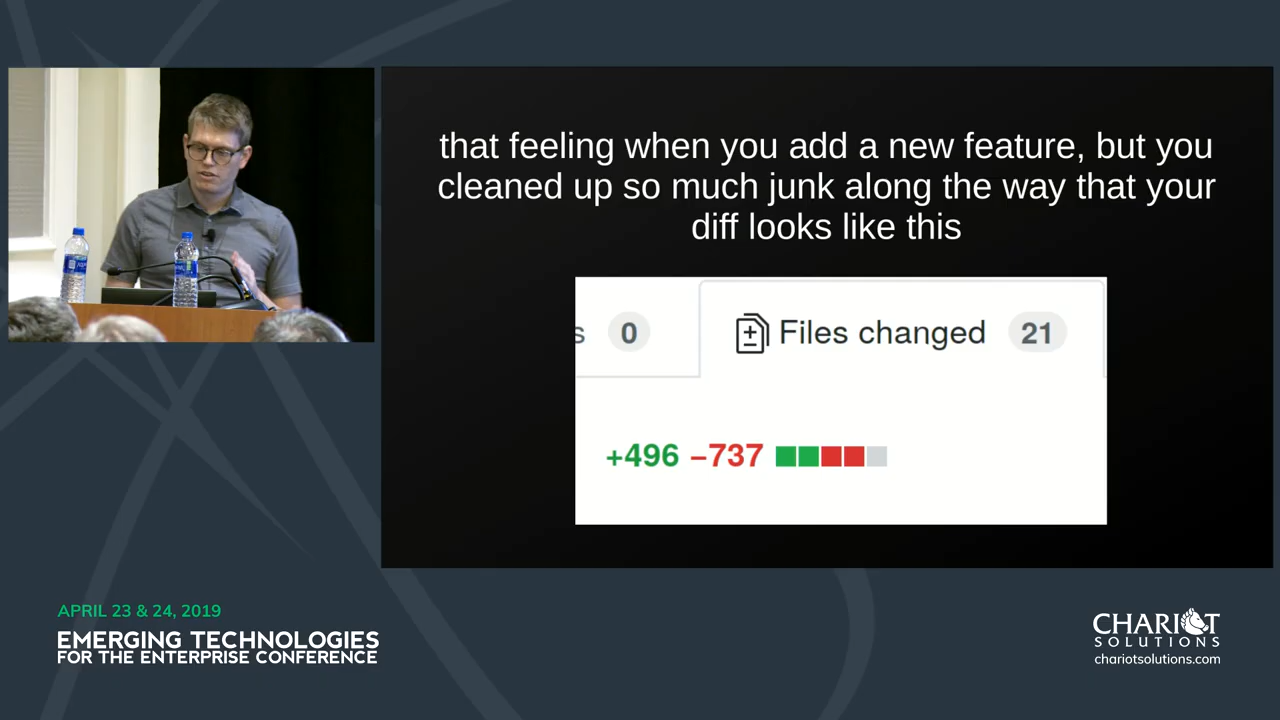 that feeling when you add a new feature, but you
cleaned up so much junk along the way that your
diff looks like this
s 0 Files changed 21
+496 −737
APRIL 23 & 24, 2019
EMERGING TECHNOLOGIES
FOR THE ENTERPRISE CONFERENCE
CHARIOT
SOLUTIONS
chariotsolutions.com